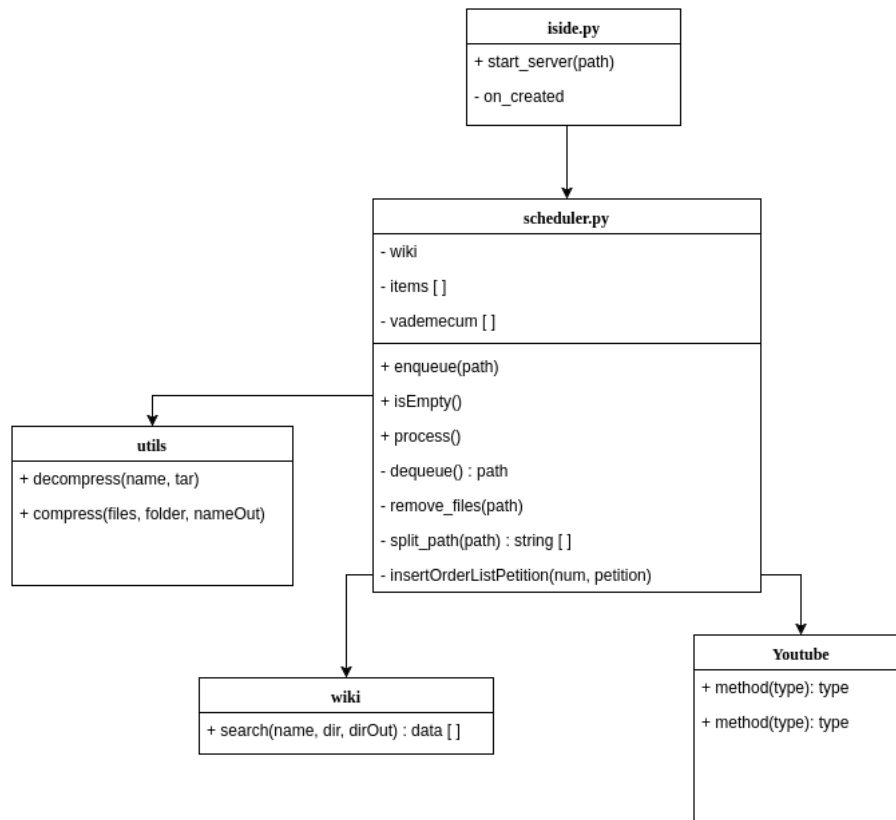 iside.py
+ start_server(path)
- on_created
scheduler.py
- wiki
- items [ ]
- vademecum [ ]
+ enqueue(path)
+ isEmpty()
+ process()
- dequeue() : path
- remove_files(path)
- split_path(path) : string [ ]
- insertOrderListPetition(num, petition)
utils
+ decompress(name, tar)
+ compress(files, folder, nameOut)
wiki
+ search(name, dir, dirOut) : data [ ]
Youtube
+ method(type): type
+ method(type): type